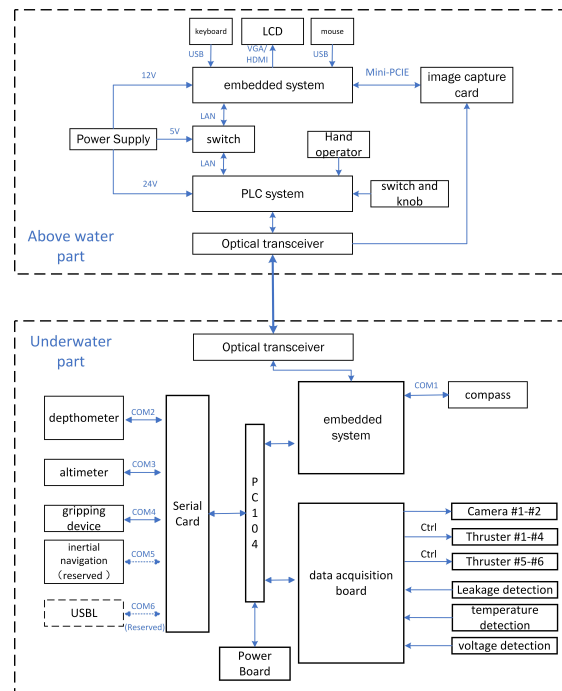 keyboard
LCD
mouse
USB
VGA/
HDMI
USB
12V
embedded system
Mini-PCIE
image capture
card
LAN
Power Supply
5V
switch
Hand
operator
LAN
24V
PLC system
switch and
knob
Above water
part
Optical transceiver
Underwater
part
Optical transceiver
COM1
compass
embedded
system
depthometer
COM2
altimeter
COM3
gripping
device
COM4
inertial
navigation
（reserved ）
COM5
USBL
COM6
(Reserved)
Serial
Card
P
C
1
0
4
data acquisition
board
Camera #1-#2
Ctrl
Thruster #1-#4
Ctrl
Thruster #5-#6
Leakage detection
temperature
detection
voltage detection
Power
Board